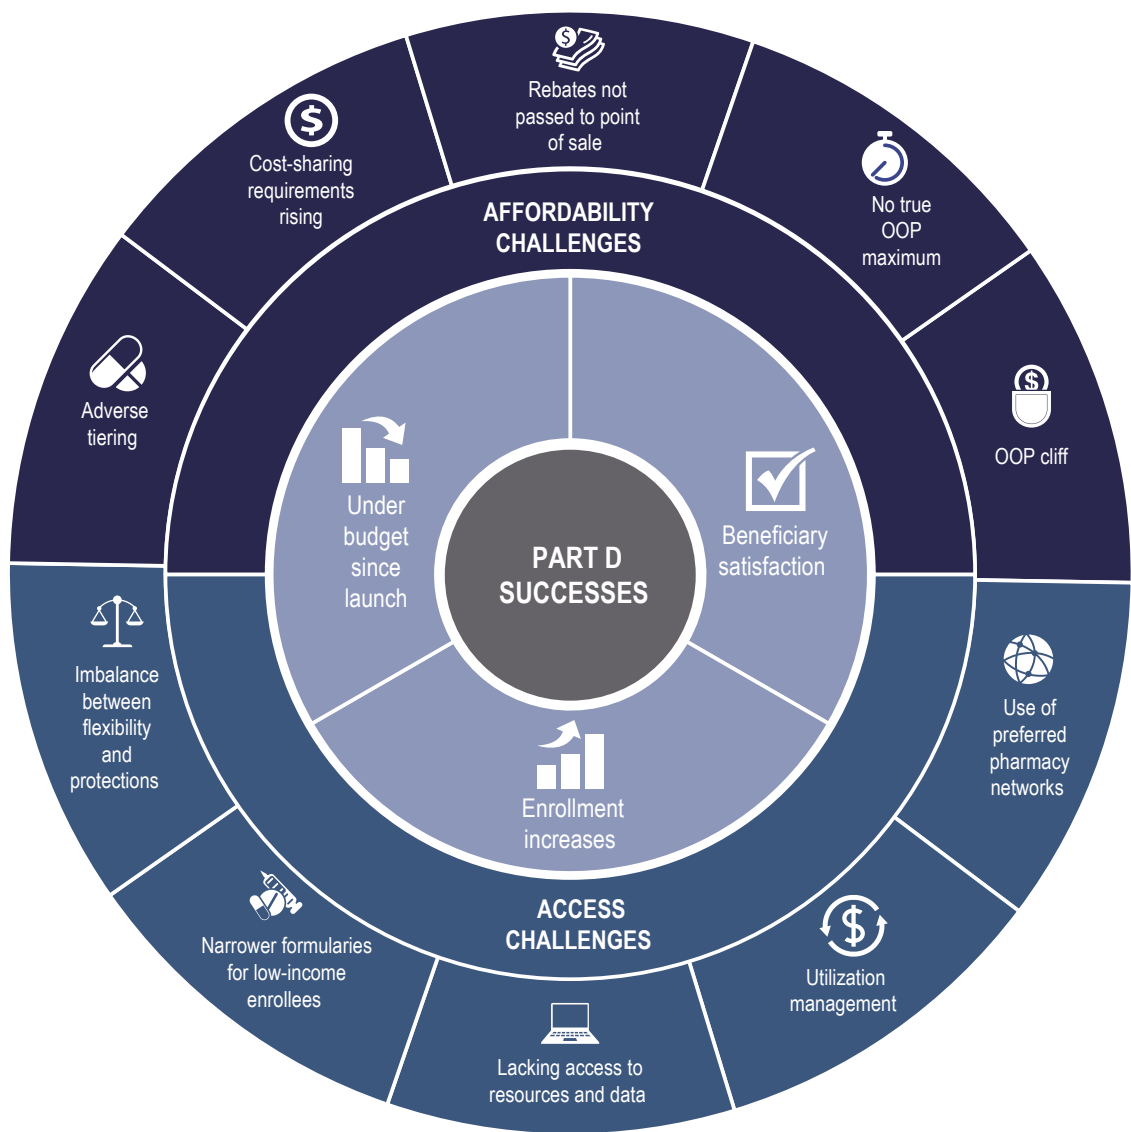 Rebates not
passed to point
of sale
Cost-sharing
requirements
rising
No true
OOP
maximum
Adverse
tiering
OOP cliff
AFFORDABILITY
CHALLENGES
Under
budget
since
launch
Beneficiary
satisfaction
PART D
SUCCESSES
Enrollment
increases
ACCESS
CHALLENGES
Imbalance
between
flexibility
and
protections
Use of
preferred
pharmacy
networks
Narrower formularies
for low-income
enrollees
Utilization
management
Lacking access to
resources and data